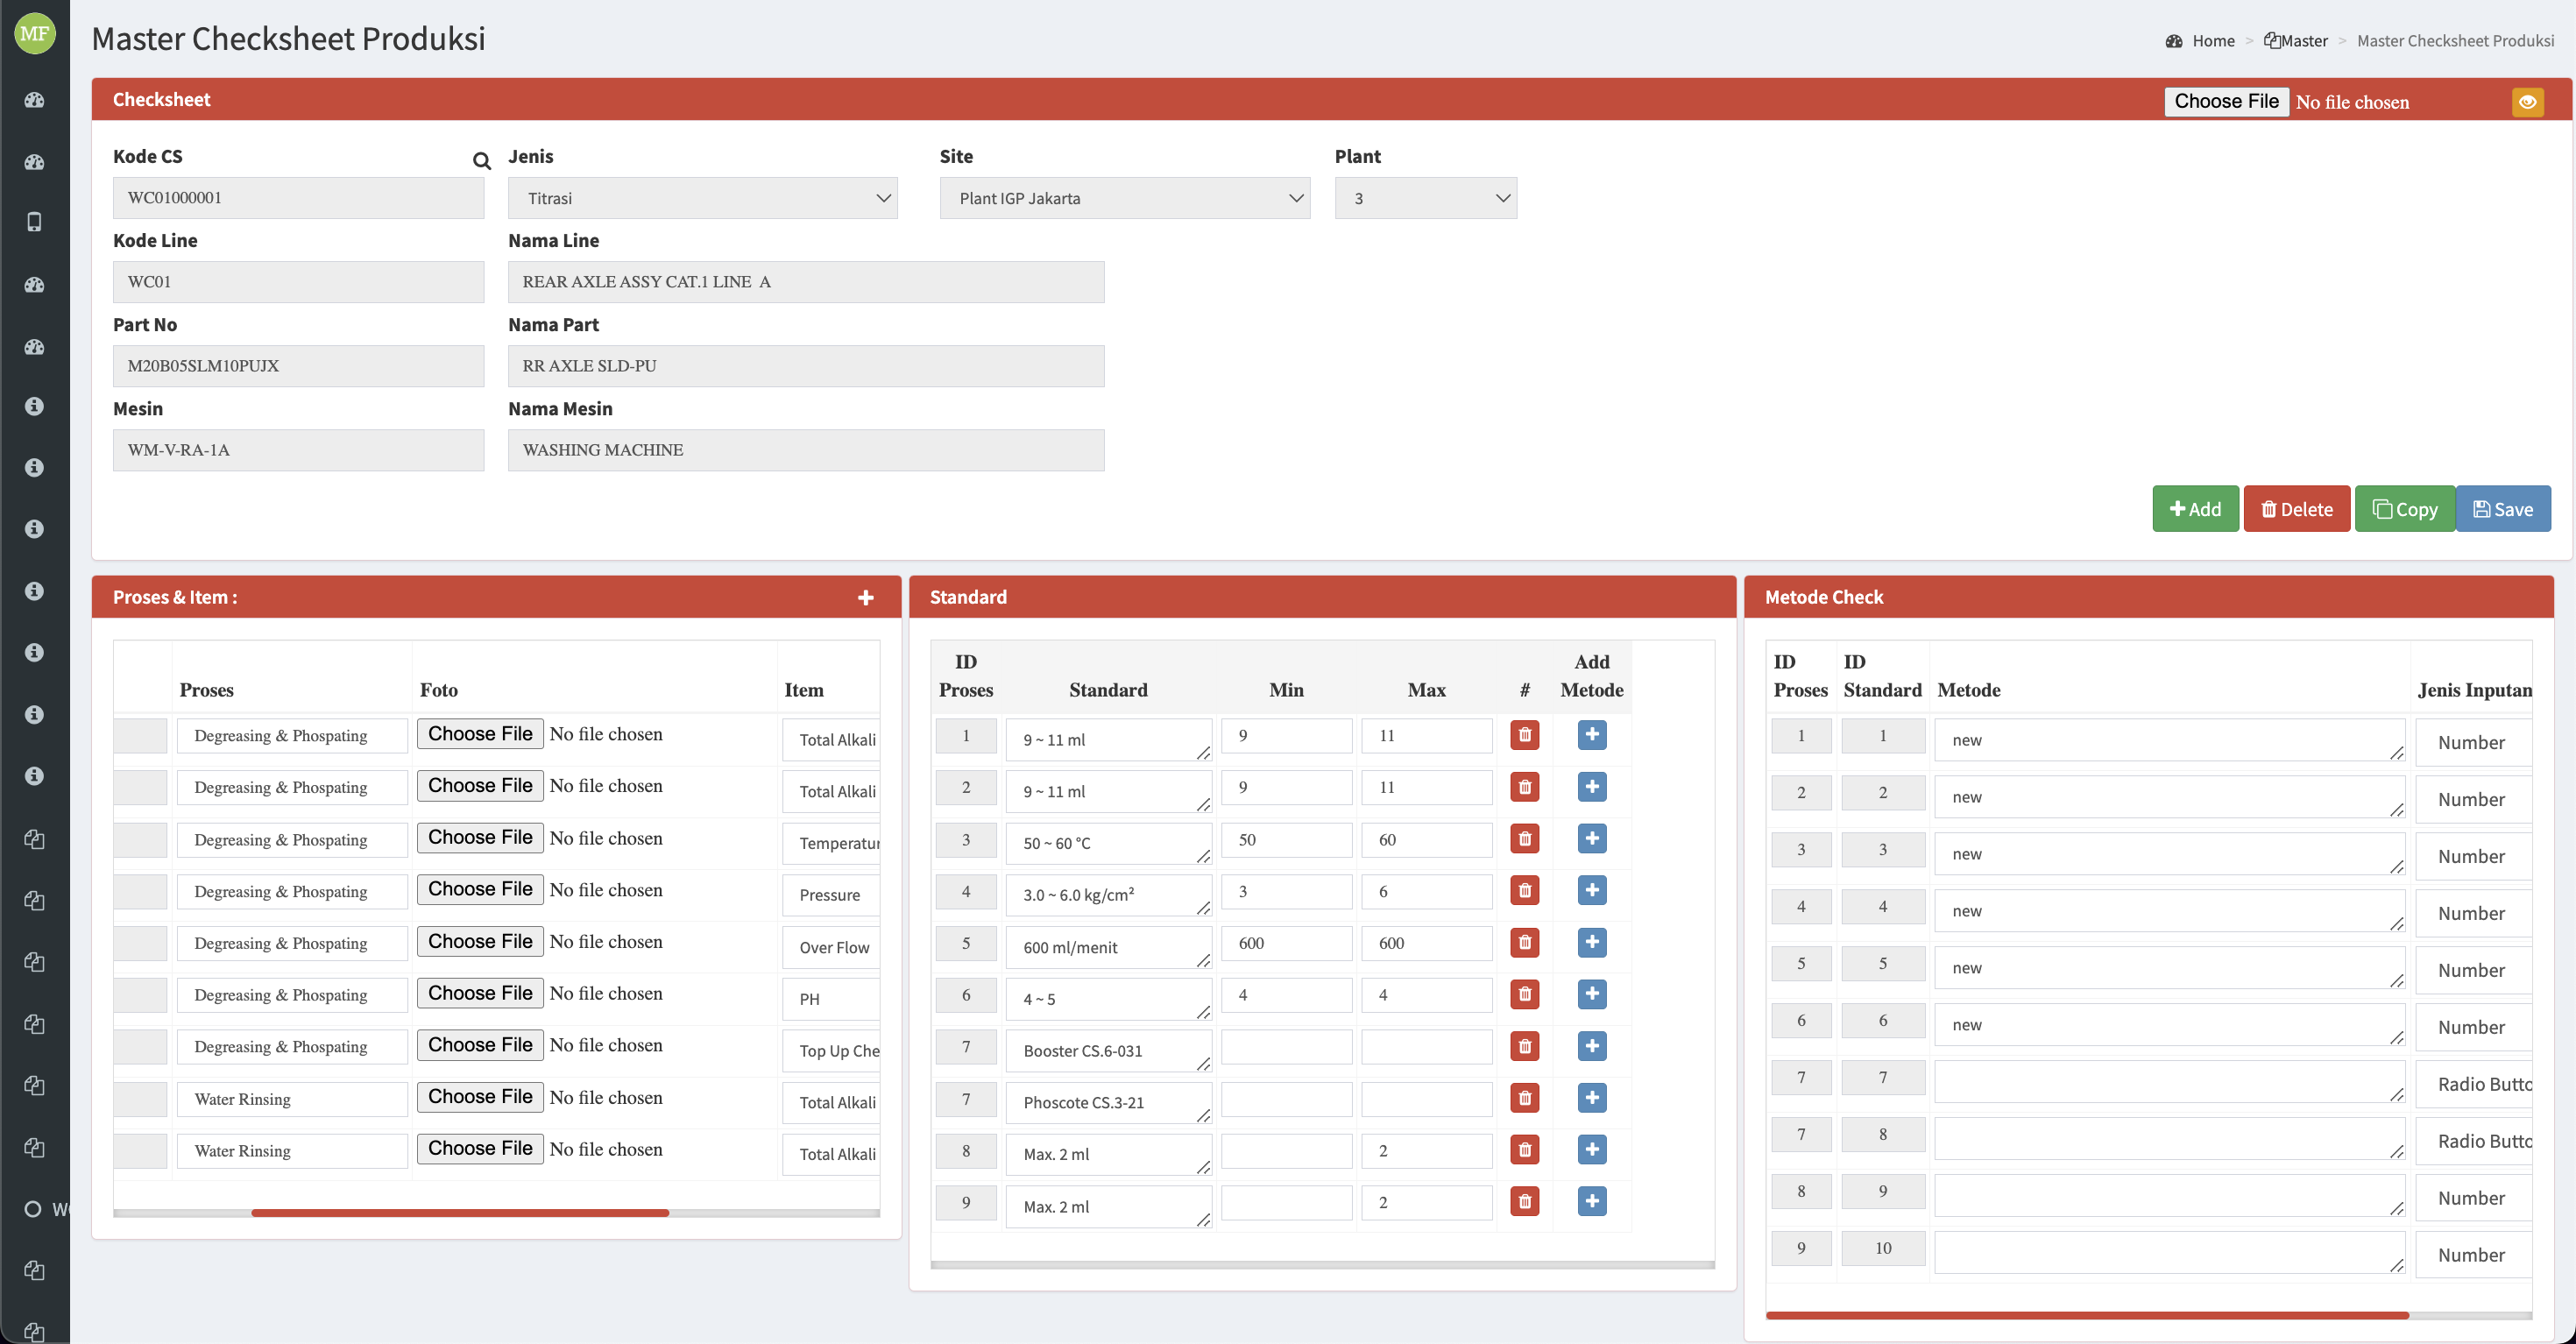 MF
Master Checksheet Produksi
Home > Master > Master Checksheet Produksi
Checksheet
Choose File No file chosen
Kode CS Jenis Site Plant
WC01000001 Titrasi Plant IGP Jakarta 3
Kode Line Nama Line
WC01 REAR AXLE ASSY CAT.1 LINE A
Part No Nama Part
M20B05SLM10PUJX RR AXLE SLD-PU
Mesin Nama Mesin
WM-V-RA-1A WASHING MACHINE
Add Delete Copy Save
Proses & Item :
Proses Foto Item
Degreasing & Phospating Choose File No file chosen Total Alkali
Degreasing & Phospating Choose File No file chosen Total Alkali
Degreasing & Phospating Choose File No file chosen Temperatur
Degreasing & Phospating Choose File No file chosen Pressure
Degreasing & Phospating Choose File No file chosen Over Flow
Degreasing & Phospating Choose File No file chosen PH
Degreasing & Phospating Choose File No file chosen Top Up Che
Water Rinsing Choose File No file chosen Total Alkali
Water Rinsing Choose File No file chosen Total Alkali
Standard
ID Proses Standard Min Max # Add Metode
1 9 ~ 11 ml 9 11
2 9 ~ 11 ml 9 11
3 50 ~ 60 °C 50 60
4 3.0 ~ 6.0 kg/cm² 3 6
5 600 ml/menit 600 600
6 4 ~ 5 4 4
7 Booster CS.6-031
7 Phoscote CS.3-21
8 Max. 2 ml 2
9 Max. 2 ml 2
Metode Check
ID Proses ID Standard Metode Jenis Inputan
1 1 new Number
2 2 new Number
3 3 new Number
4 4 new Number
5 5 new Number
6 6 new Number
7 7 Radio Butto
7 8 Radio Butto
8 9 Number
9 10 Number